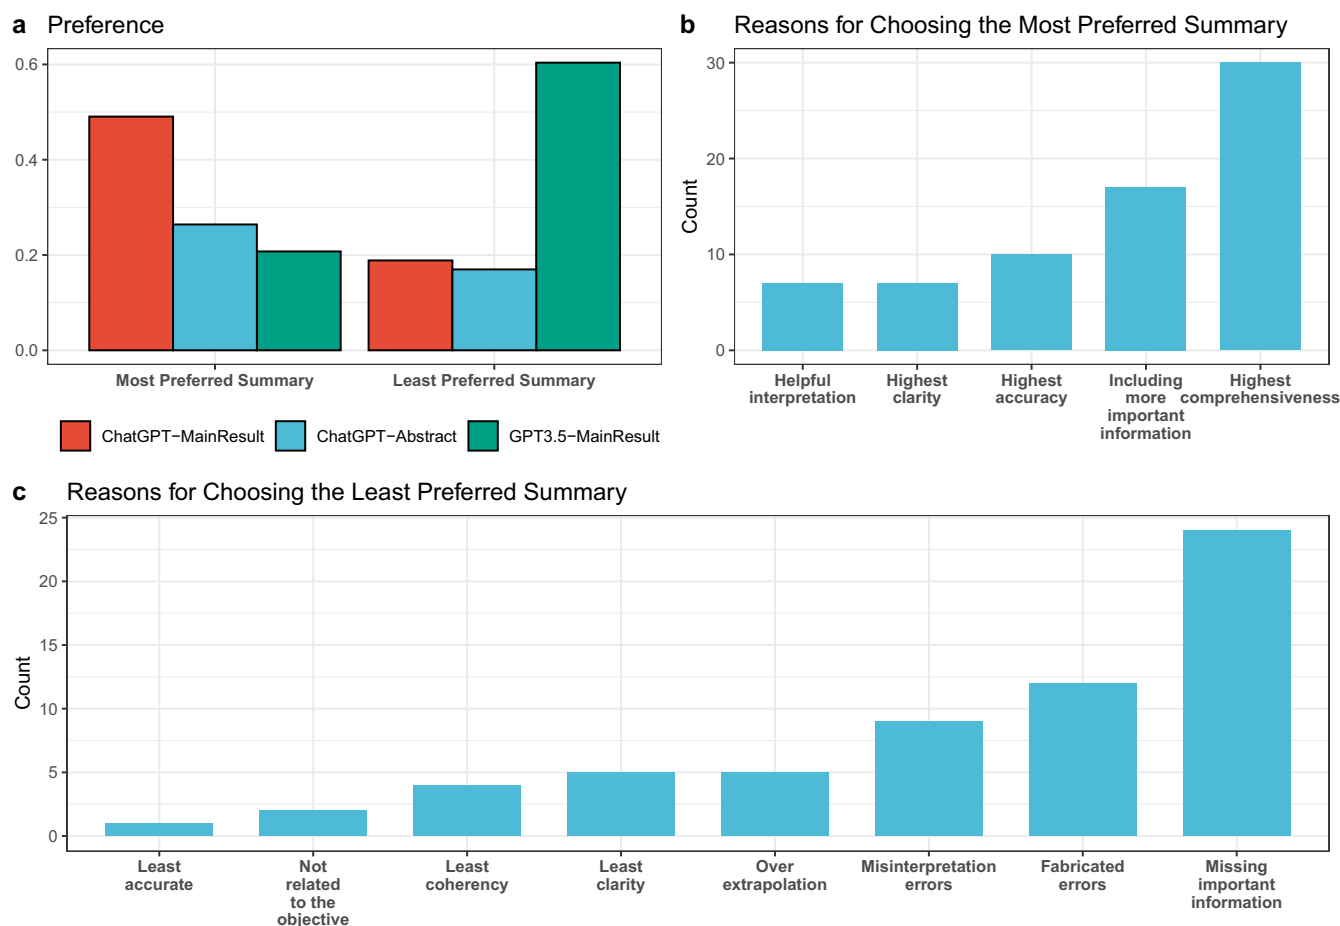 a Preference
0.6
0.4
0.2
0.0
Most Preferred Summary
Least Preferred Summary
ChatGPT−MainResult
ChatGPT−Abstract
GPT3.5−MainResult
b Reasons for Choosing the Most Preferred Summary
Count
30
20
10
0
Helpful
interpretation
Highest
clarity
Highest
accuracy
Including
more
important
information
Highest
comprehensiveness
c Reasons for Choosing the Least Preferred Summary
Count
25
20
15
10
5
0
Least
accurate
Not
related
to the
objective
Least
coherency
Least
clarity
Over
extrapolation
Misinterpretation
errors
Fabricated
errors
Missing
important
information